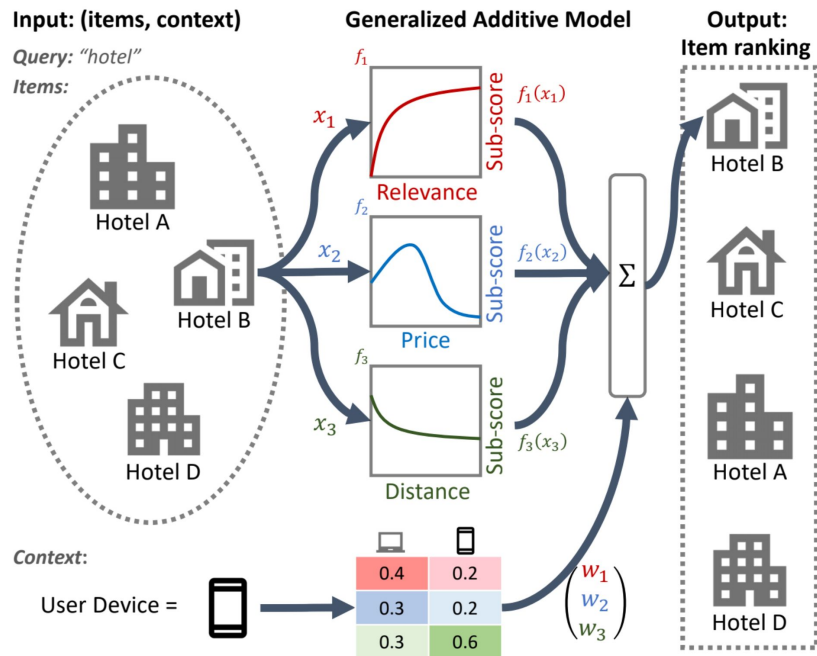 Input: (items, context)
Query: "hotel"
Items:
Hotel A
Hotel B
Hotel C
Hotel D
Generalized Additive Model
x₁
f₁
Sub-score
f₁(x₁)
Relevance
x₂
f₂
Sub-score
f₂(x₂)
Price
x₃
f₃
Sub-score
f₃(x₃)
Distance
Σ
Context:
User Device =
0.4 0.2
0.3 0.2
0.3 0.6
w₁
w₂
w₃
Output:
Item ranking
Hotel B
Hotel C
Hotel A
Hotel D